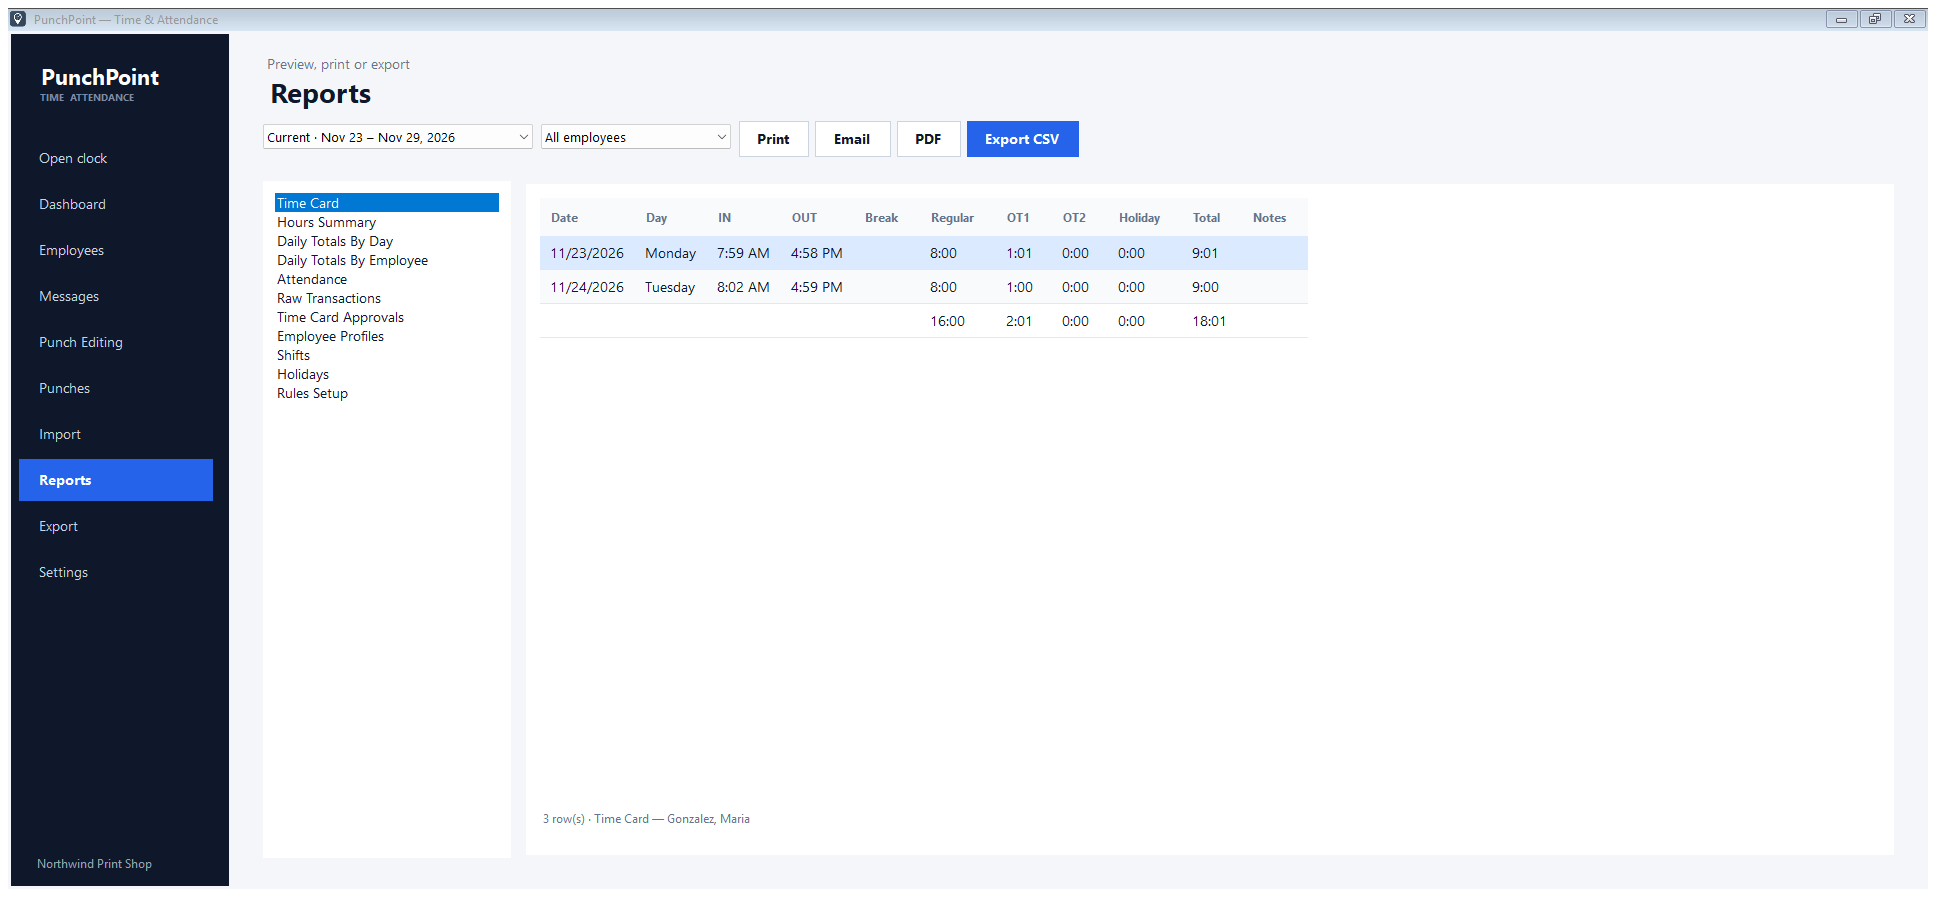 PunchPoint — Time & Attendance
PunchPoint
TIME ATTENDANCE
Open clock
Dashboard
Employees
Messages
Punch Editing
Punches
Import
Reports
Export
Settings
Northwind Print Shop
Preview, print or export
Reports
Current · Nov 23 – Nov 29, 2026 All employees Print Email PDF Export CSV
Time Card
Hours Summary
Daily Totals By Day
Daily Totals By Employee
Attendance
Raw Transactions
Time Card Approvals
Employee Profiles
Shifts
Holidays
Rules Setup
Date Day IN OUT Break Regular OT1 OT2 Holiday Total Notes
11/23/2026 Monday 7:59 AM 4:58 PM 8:00 1:01 0:00 0:00 9:01
11/24/2026 Tuesday 8:02 AM 4:59 PM 8:00 1:00 0:00 0:00 9:00
16:00 2:01 0:00 0:00 18:01
3 row(s) · Time Card — Gonzalez, Maria